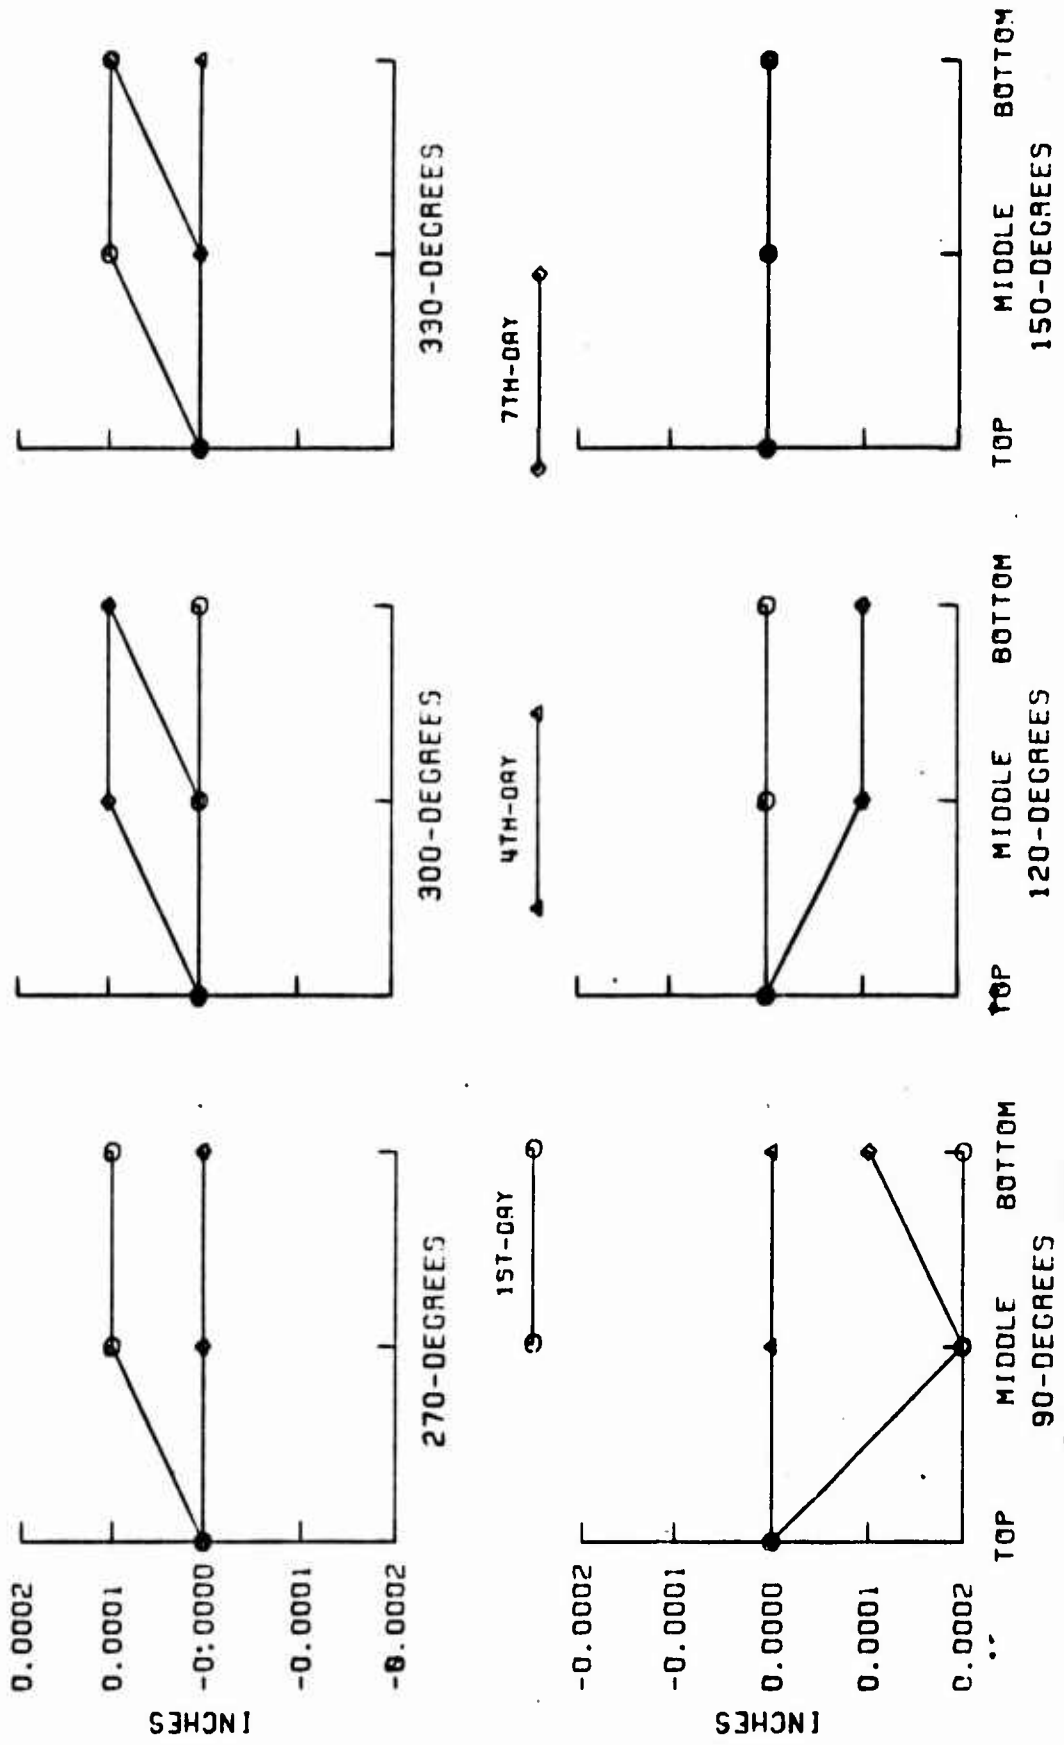 INCHES
0.0002
0.0001
-0.0000
-0.0001
-0.0002
270-DEGREES
300-DEGREES
330-DEGREES
1ST-DAY
4TH-DAY
7TH-DAY
INCHES
-0.0002
-0.0001
0.0000
0.0001
0.0002
TOP MIDDLE BOTTOM
90-DEGREES
TOP MIDDLE BOTTOM
120-DEGREES
TOP MIDDLE BOTTOM
150-DEGREES